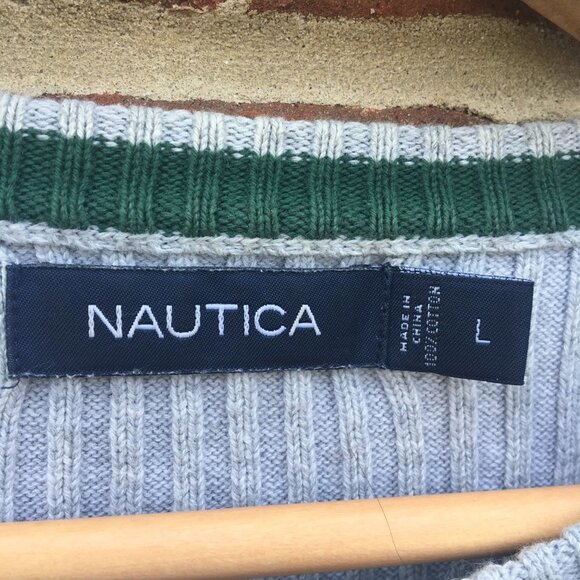 NAUTICA
MADE IN
CHINA
100% COTTON
L